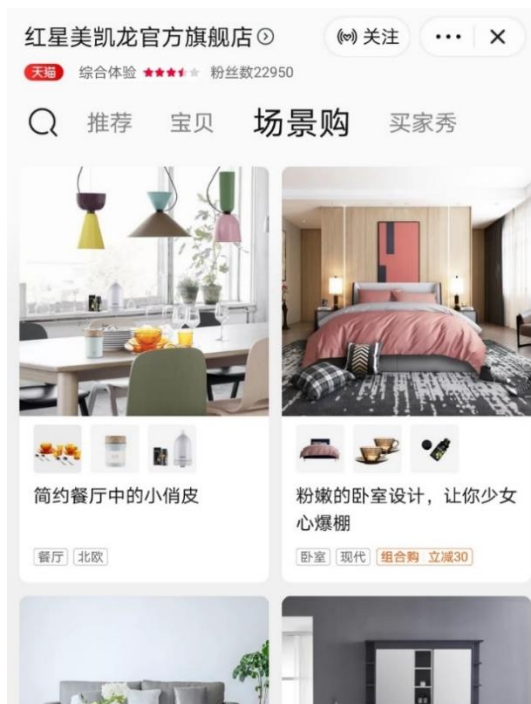 红星美凯龙官方旗舰店
关注
天猫 综合体验 粉丝数22950
推荐 宝贝 场景购 买家秀
简约餐厅中的小俏皮
餐厅 北欧
粉嫩的卧室设计，让你少女
心爆棚
卧室 现代 组合购 立减30